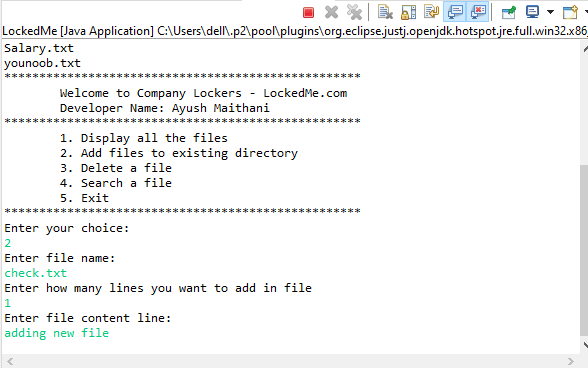 LockedMe [Java Application] C:\Users\dell\.p2\pool\plugins\org.eclipse.justj.openjdk.hotspot.jre.full.win32.x86_
Salary.txt
younoob.txt
***************************************************
Welcome to Company Lockers - LockedMe.com
Developer Name: Ayush Maithani
***************************************************
1. Display all the files
2. Add files to existing directory
3. Delete a file
4. Search a file
5. Exit
***************************************************
Enter your choice:
2
Enter file name:
check.txt
Enter how many lines you want to add in file
1
Enter file content line:
adding new file